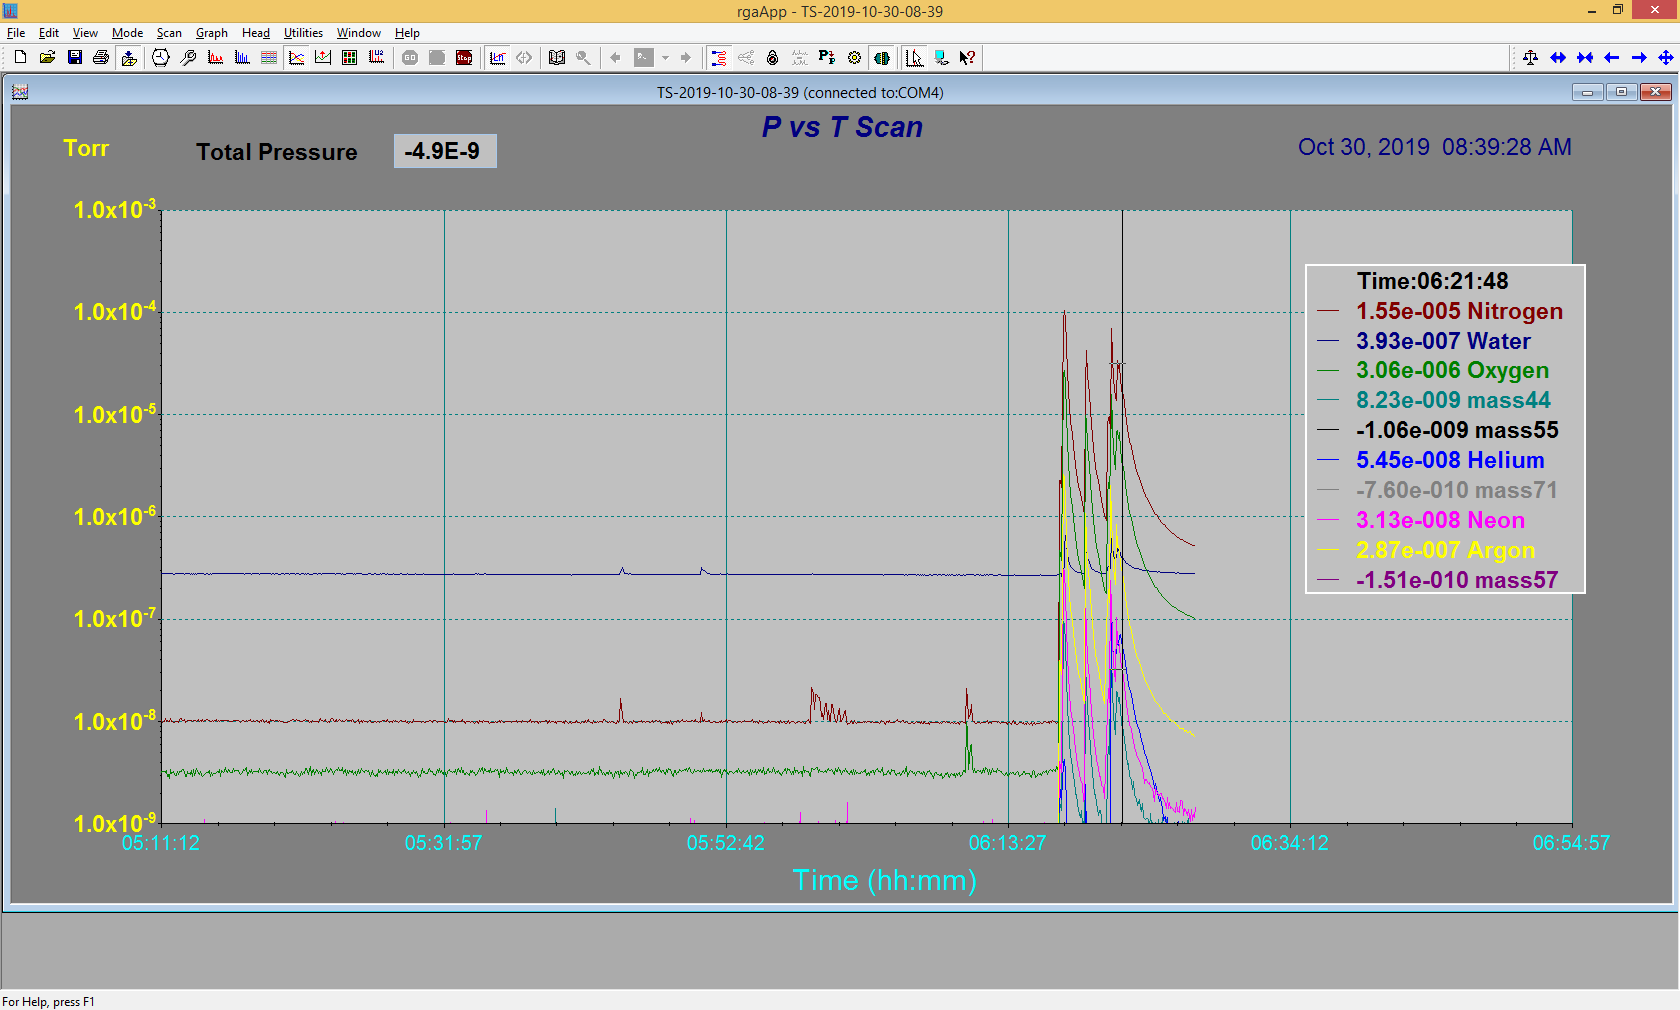 rgaApp - TS-2019-10-30-08-39
File Edit View Mode Scan Graph Head Utilities Window Help
GO Stop
TS-2019-10-30-08-39 (connected to:COM4)
P vs T Scan
Torr
Total Pressure
-4.9E-9
Oct 30, 2019 08:39:28 AM
1.0x10-3
1.0x10-4
1.0x10-5
1.0x10-6
1.0x10-7
1.0x10-8
1.0x10-9
Time:06:21:48
1.55e-005 Nitrogen
3.93e-007 Water
3.06e-006 Oxygen
8.23e-009 mass44
-1.06e-009 mass55
5.45e-008 Helium
-7.60e-010 mass71
3.13e-008 Neon
2.87e-007 Argon
-1.51e-010 mass57
05:11:12 05:31:57 05:52:42 06:13:27 06:34:12 06:54:57
Time (hh:mm)
For Help, press F1